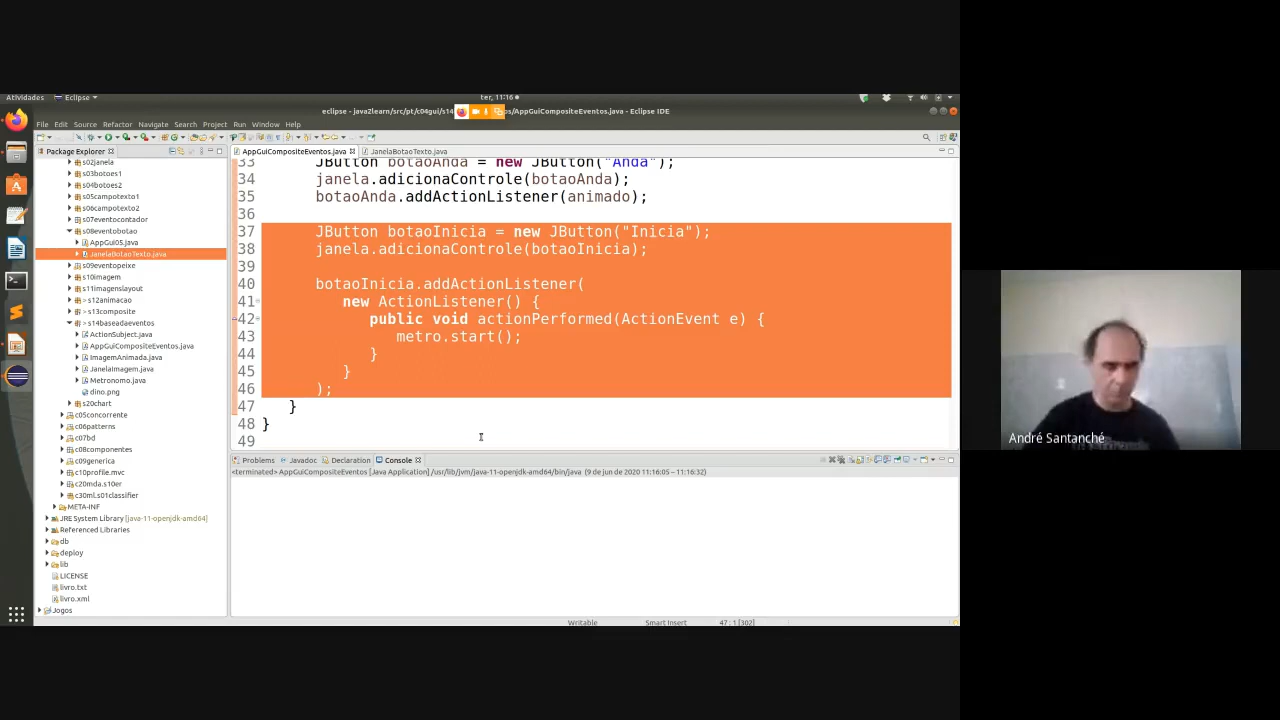 Atividades Eclipse ter, 11:16
eclipse - java2learn/src/pt/c04gui/s14 os/AppGuiCompositeEventos.java - Eclipse IDE
File Edit Source Refactor Navigate Search Project Run Window Help
Package Explorer
s02janela
s03botoes1
s04botoes2
s05campotexto1
s06campotexto2
s07eventocontador
s08eventobotao
AppGui05.java
JanelaBotaoTexto.java
s09eventopeixe
s10imagem
s11imagenslayout
> s12animacao
> s13composite
> s14baseadaeventos
ActionSubject.java
AppGuiCompositeEventos.java
ImagemAnimada.java
JanelaImagem.java
Metronomo.java
dino.png
s20chart
c05concorrente
c06patterns
c07bd
c08componentes
c09generica
c10profile.mvc
c20mda.s10er
c30ml.s01classifier
META-INF
JRE System Library [java-11-openjdk-amd64]
Referenced Libraries
db
deploy
lib
LICENSE
livro.txt
livro.xml
Jogos
AppGuiCompositeEventos.java JanelaBotaoTexto.java
33 JButton botaoAnda = new JButton("Anda");
34 janela.adicionaControle(botaoAnda);
35 botaoAnda.addActionListener(animado);
36
37 JButton botaoInicia = new JButton("Inicia");
38 janela.adicionaControle(botaoInicia);
39
40 botaoInicia.addActionListener(
41 new ActionListener() {
42 public void actionPerformed(ActionEvent e) {
43 metro.start();
44 }
45 }
46 );
47 }
48 }
49
Problems Javadoc Declaration Console
<terminated> AppGuiCompositeEventos [Java Application] /usr/lib/jvm/java-11-openjdk-amd64/bin/java (9 de jun de 2020 11:16:05 – 11:16:32)
Writable Smart Insert 47 : 1 [302]
André Santanché